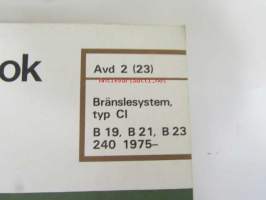 ok
Avd 2 (23)
Bränslesystem,
typ CI
B 19, B 21, B 23
240 1975–